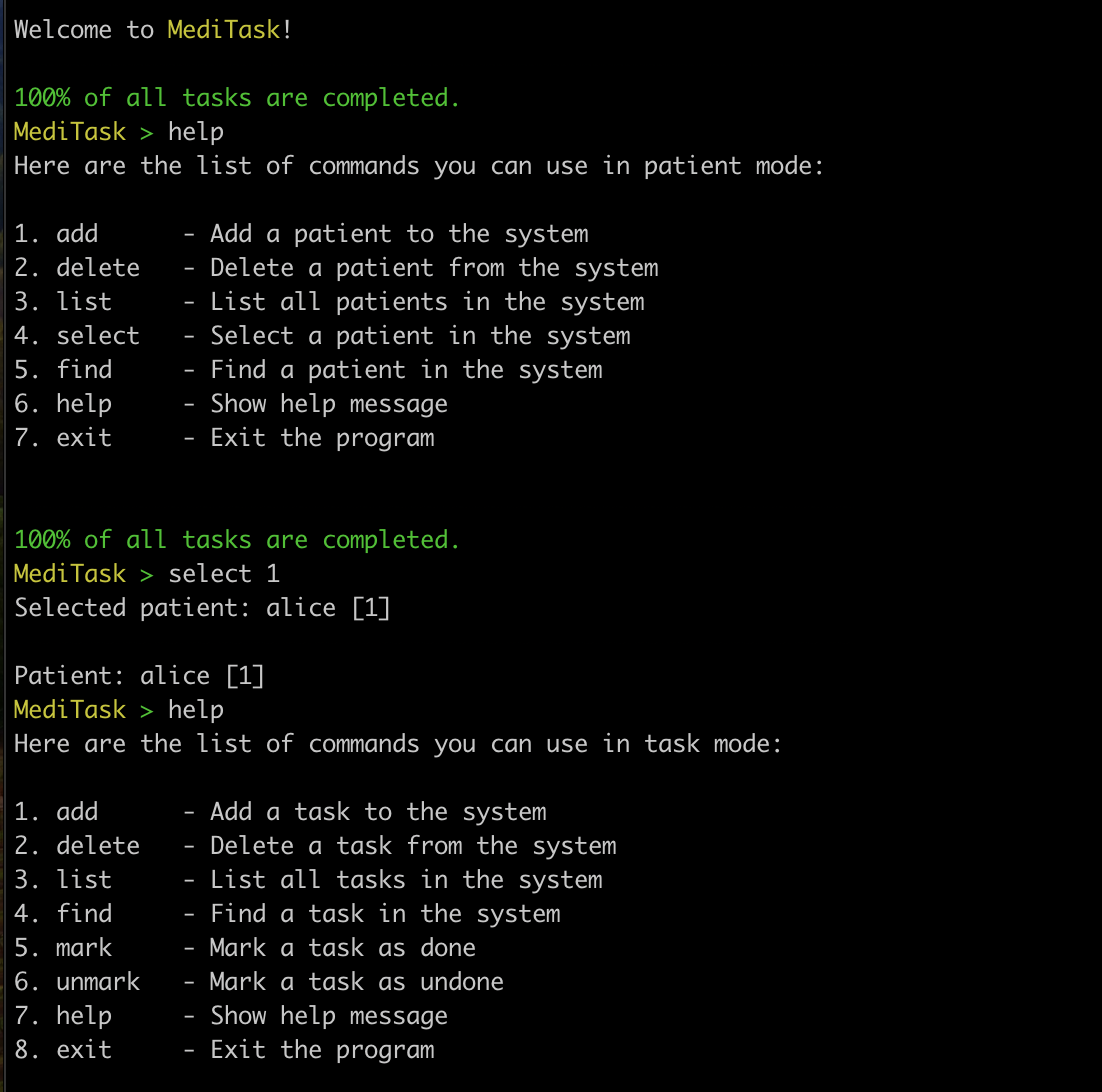 Welcome to MediTask!
100% of all tasks are completed.
MediTask > help
Here are the list of commands you can use in patient mode:
1. add      - Add a patient to the system
2. delete   - Delete a patient from the system
3. list     - List all patients in the system
4. select   - Select a patient in the system
5. find     - Find a patient in the system
6. help     - Show help message
7. exit     - Exit the program
100% of all tasks are completed.
MediTask > select 1
Selected patient: alice [1]
Patient: alice [1]
MediTask > help
Here are the list of commands you can use in task mode:
1. add      - Add a task to the system
2. delete   - Delete a task from the system
3. list     - List all tasks in the system
4. find     - Find a task in the system
5. mark     - Mark a task as done
6. unmark   - Mark a task as undone
7. help     - Show help message
8. exit     - Exit the program